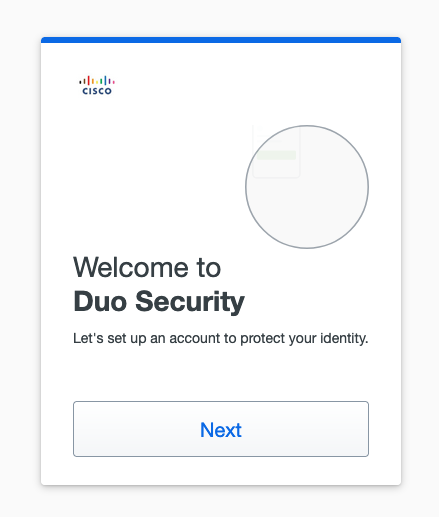 CISCO
Welcome to
Duo Security
Let's set up an account to protect your identity.
Next